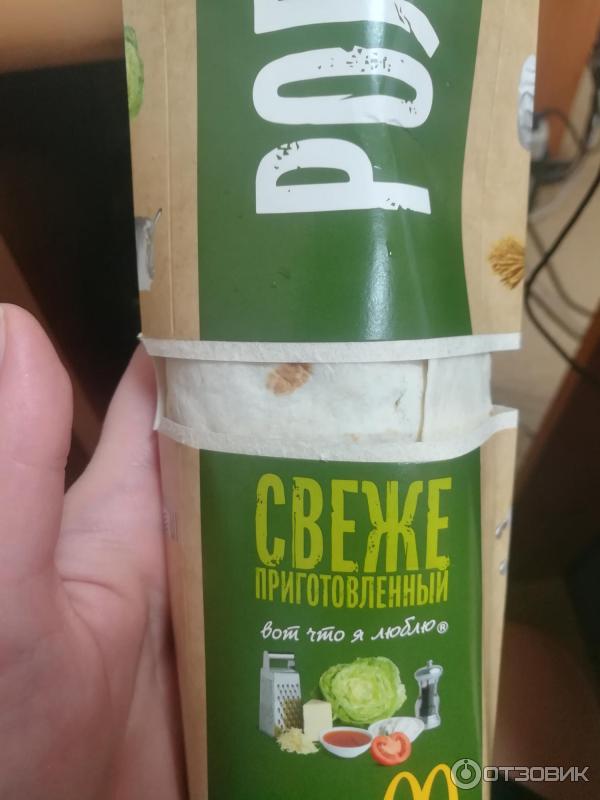 РОЛ
СВЕЖЕ
ПРИГОТОВЛЕННЫЙ
вот что я люблю®
ОТЗОВИК